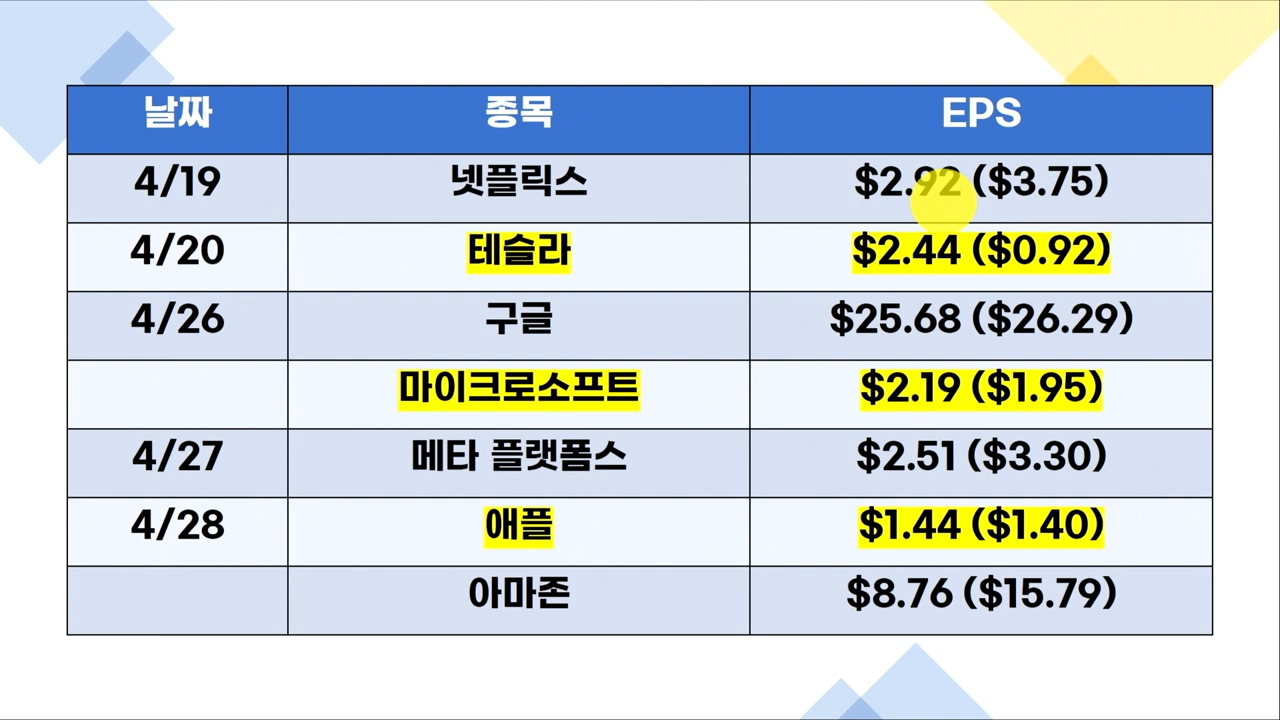 날짜 종목 EPS
4/19 넷플릭스 $2.92 ($3.75)
4/20 테슬라 $2.44 ($0.92)
4/26 구글 $25.68 ($26.29)
마이크로소프트 $2.19 ($1.95)
4/27 메타 플랫폼스 $2.51 ($3.30)
4/28 애플 $1.44 ($1.40)
아마존 $8.76 ($15.79)